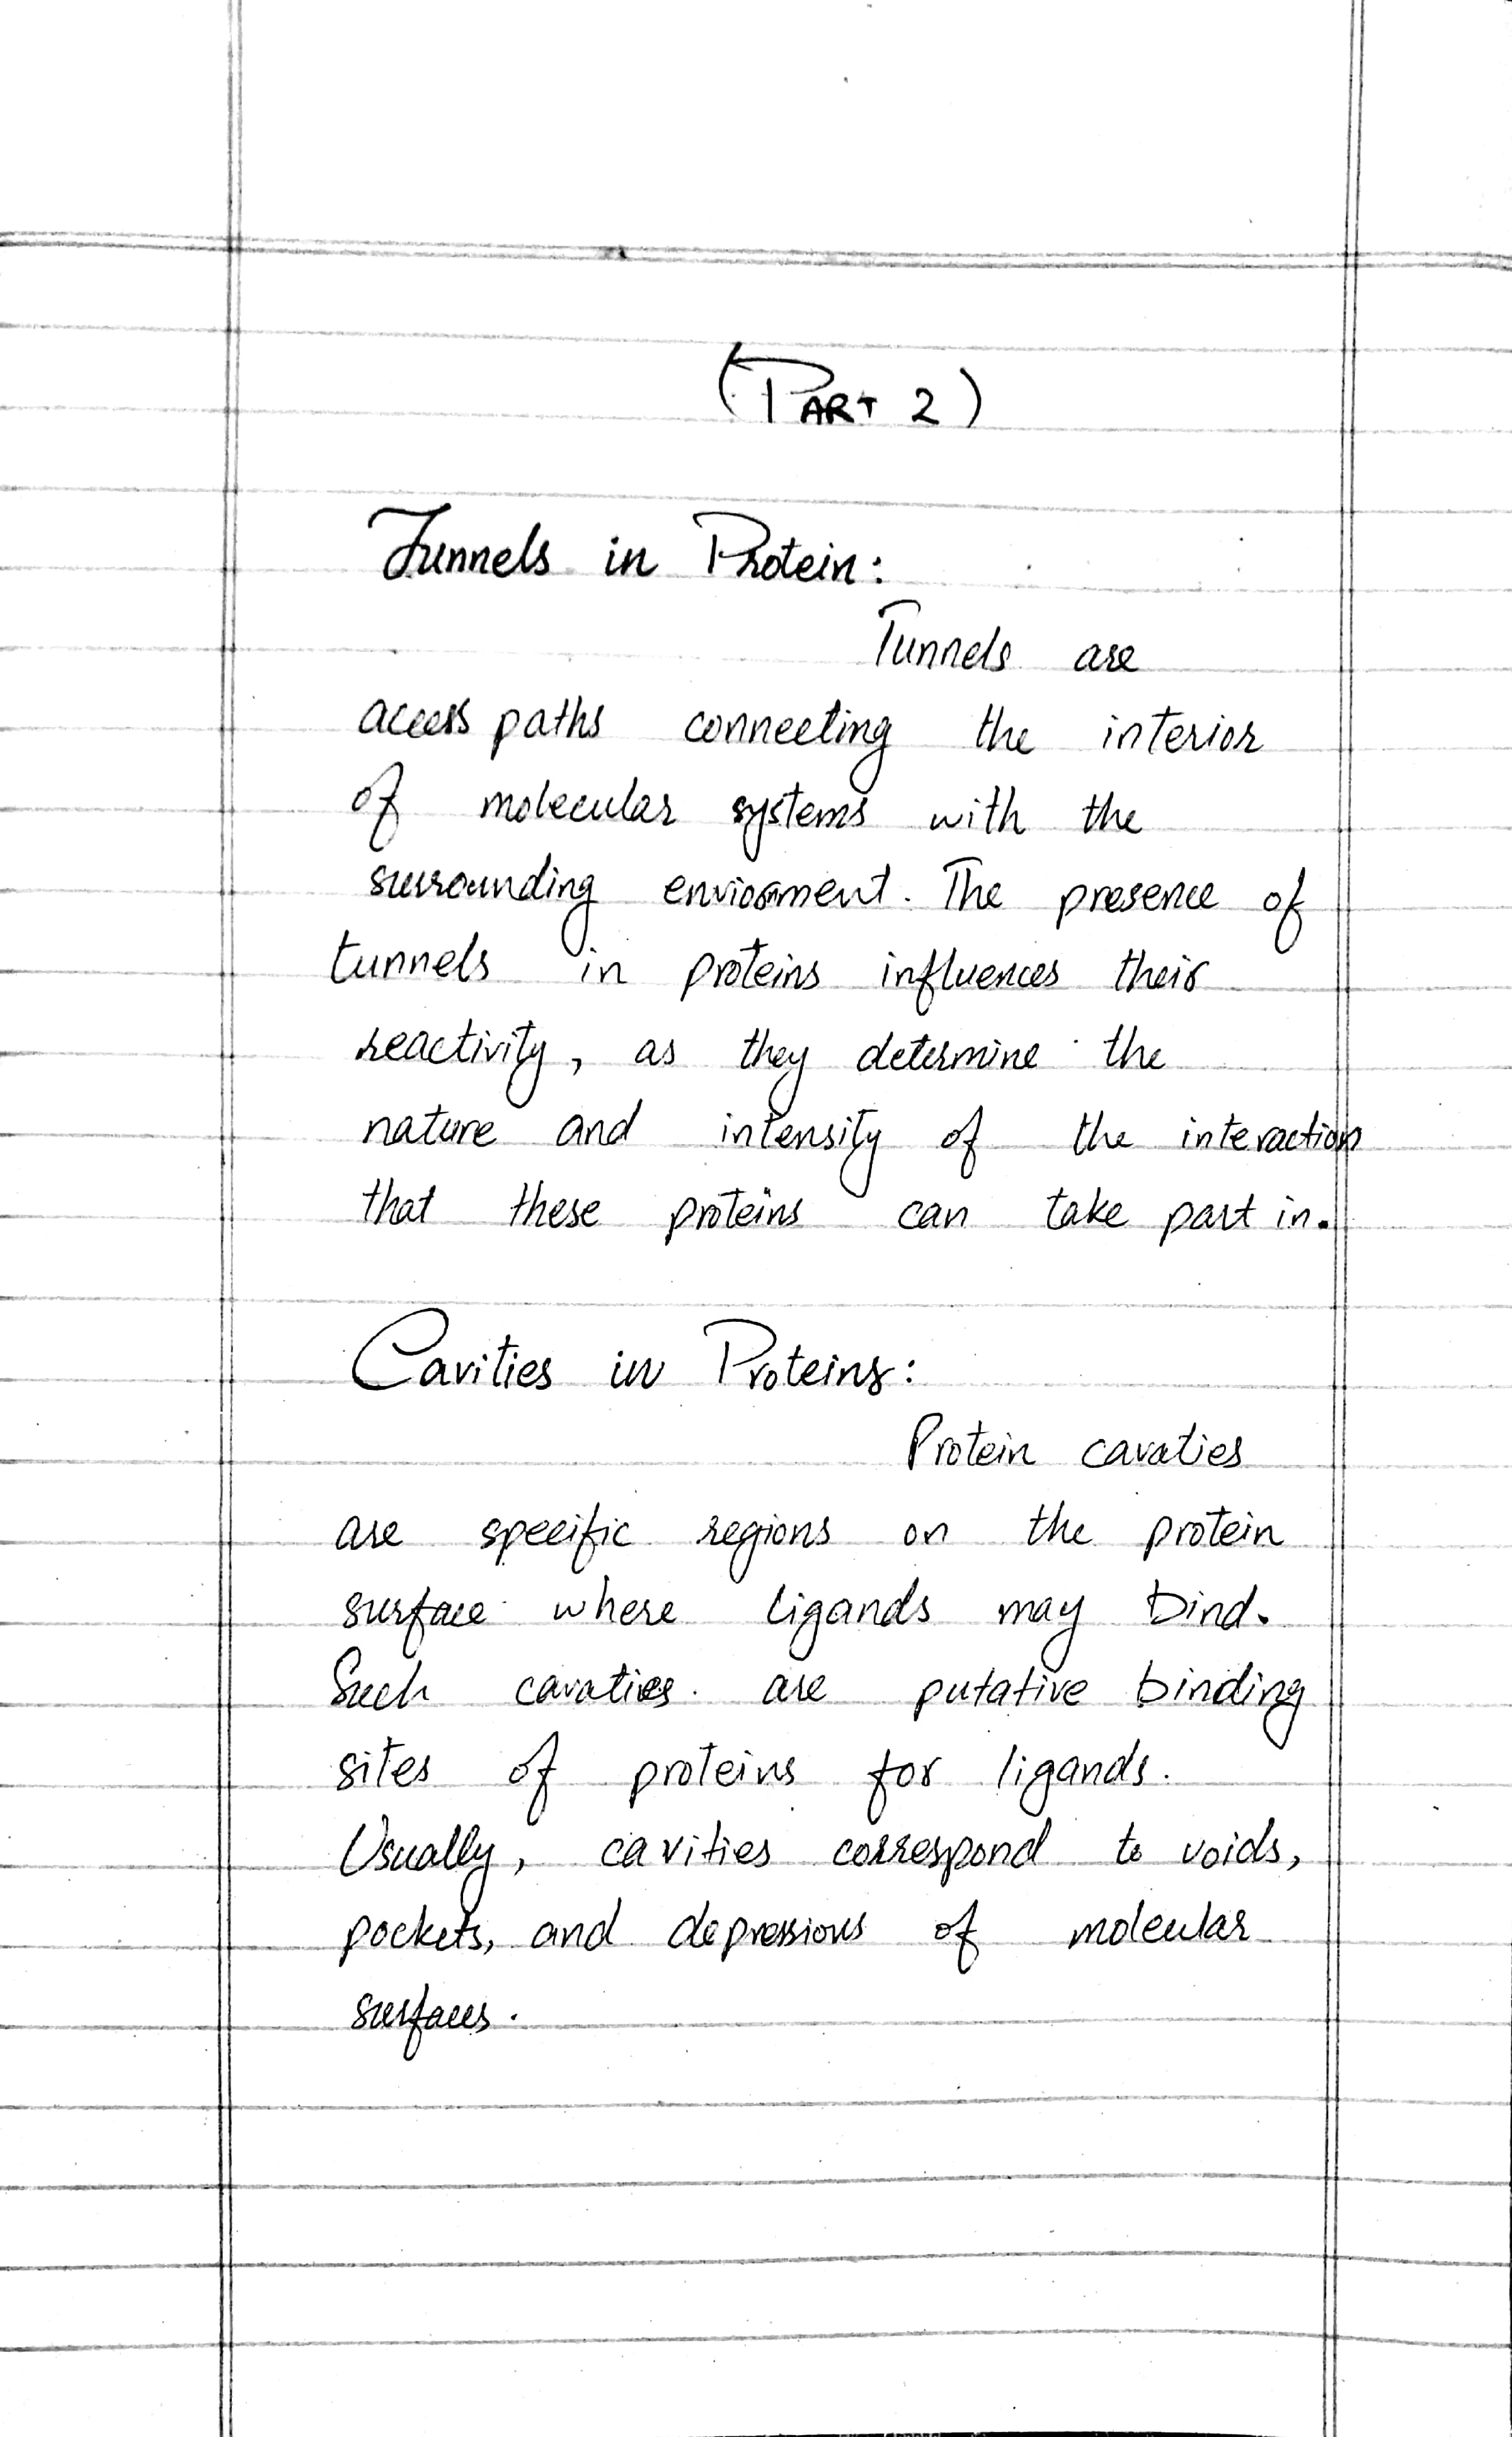 (PART 2)
Tunnels in Protein:
Tunnels are
access paths connecting the interior
of molecular systems with the
surrounding enviornment. The presence of
tunnels in proteins influences their
reactivity, as they determine the
nature and intensity of the interaction
that these proteins can take part in.
Cavities in Proteins:
Protein cavaties
are specific regions on the protein
surface where ligands may bind.
Such cavaties are putative binding
sites of proteins for ligands.
Usually, cavities correspond to voids,
pockets, and depressions of molecular
surfaces.